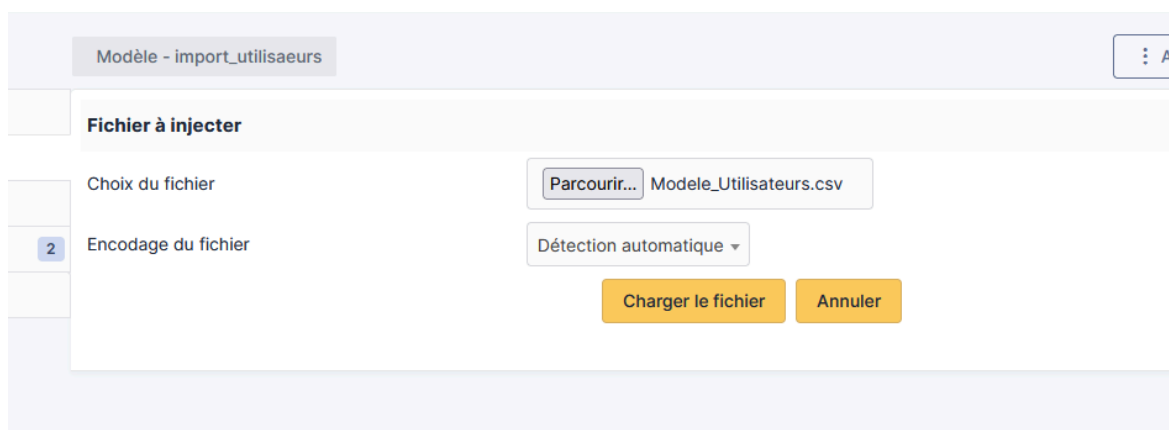 Modèle - import_utilisaeurs
⋮ A
Fichier à injecter
Choix du fichier
Parcourir... Modele_Utilisateurs.csv
2
Encodage du fichier
Détection automatique
Charger le fichier
Annuler